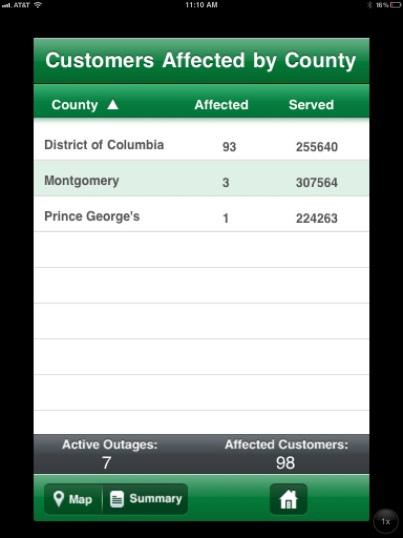 AT&T 11:10 AM 16%
Customers Affected by County
County ▲ Affected Served
District of Columbia 93 255640
Montgomery 3 307564
Prince George's 1 224263
Active Outages: Affected Customers:
7 98
Map Summary
1x